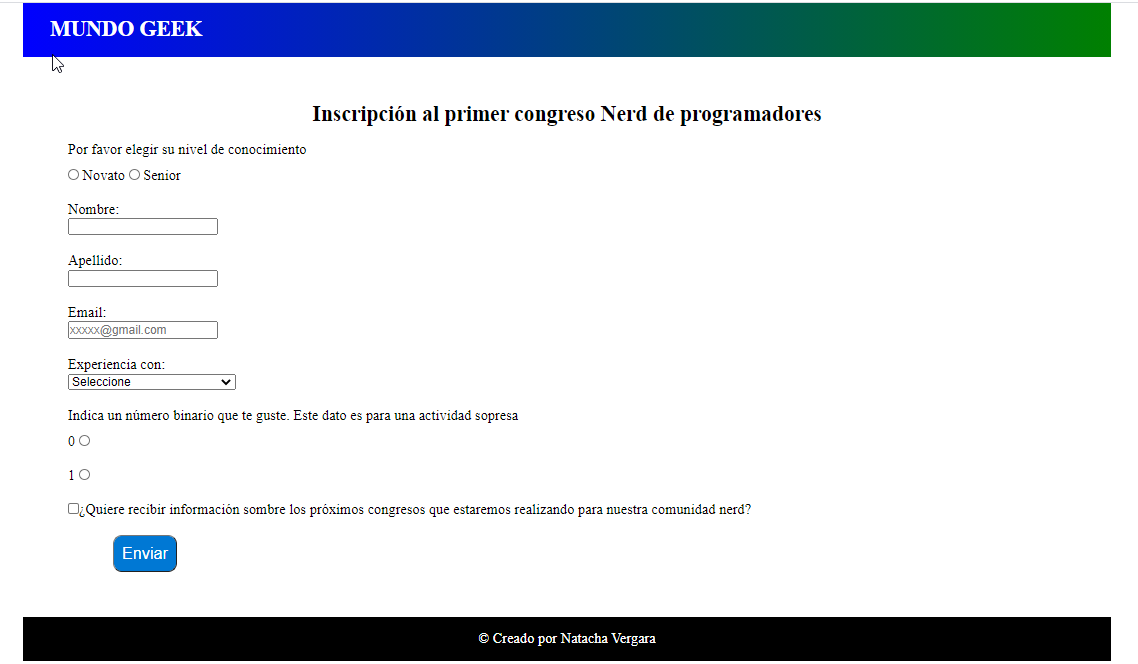 MUNDO GEEK
Inscripción al primer congreso Nerd de programadores
Por favor elegir su nivel de conocimiento
Novato Senior
Nombre:
Apellido:
Email:
xxxxx@gmail.com
Experiencia con:
Seleccione
Indica un número binario que te guste. Este dato es para una actividad sopresa
0
1
¿Quiere recibir información sombre los próximos congresos que estaremos realizando para nuestra comunidad nerd?
Enviar
© Creado por Natacha Vergara